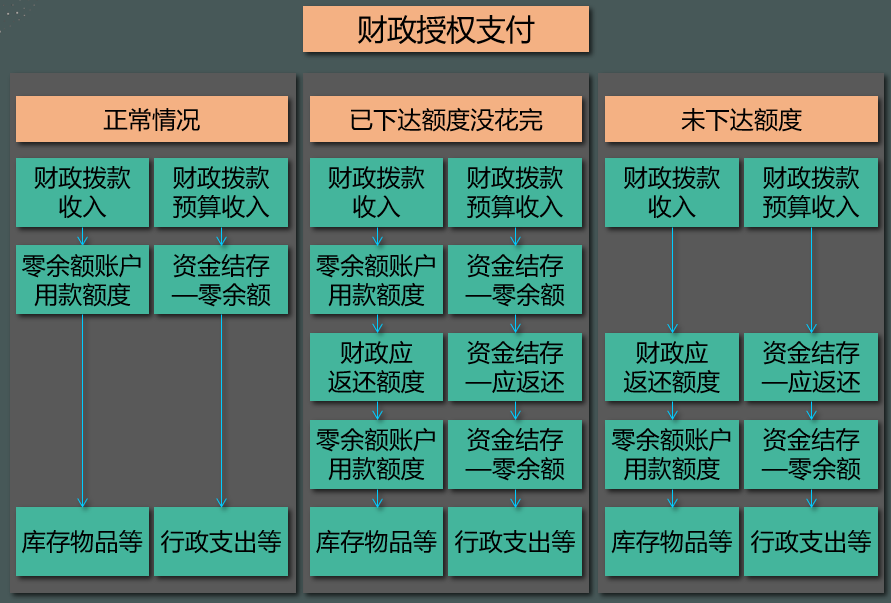 财政授权支付
正常情况
财政拨款
收入
财政拨款
预算收入
零余额账户
用款额度
资金结存
—零余额
库存物品等
行政支出等
已下达额度没花完
财政拨款
收入
财政拨款
预算收入
零余额账户
用款额度
资金结存
—零余额
财政应
返还额度
资金结存
—应返还
零余额账户
用款额度
资金结存
—零余额
库存物品等
行政支出等
未下达额度
财政拨款
收入
财政拨款
预算收入
财政应
返还额度
资金结存
—应返还
零余额账户
用款额度
资金结存
—零余额
库存物品等
行政支出等